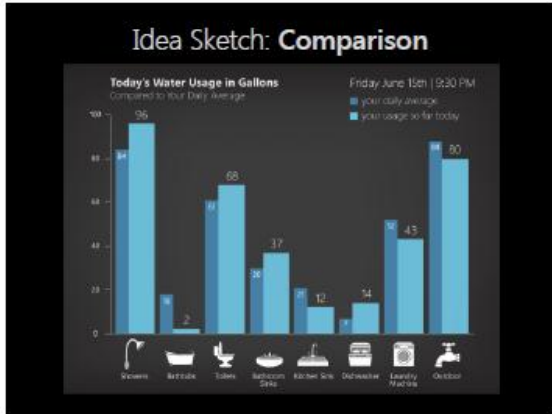 Idea Sketch: Comparison
Today's Water Usage in Gallons
Compared to Your Daily Average
Friday June 15th | 9:30 PM
your daily average
your usage so far today
100
80
60
40
20
0
84
96
18
2
61
68
30
37
21
12
7
14
52
43
88
80
Showers
Bathtubs
Toilets
Bathroom
Sinks
Kitchen Sink
Dishwasher
Laundry
Machine
Outdoor